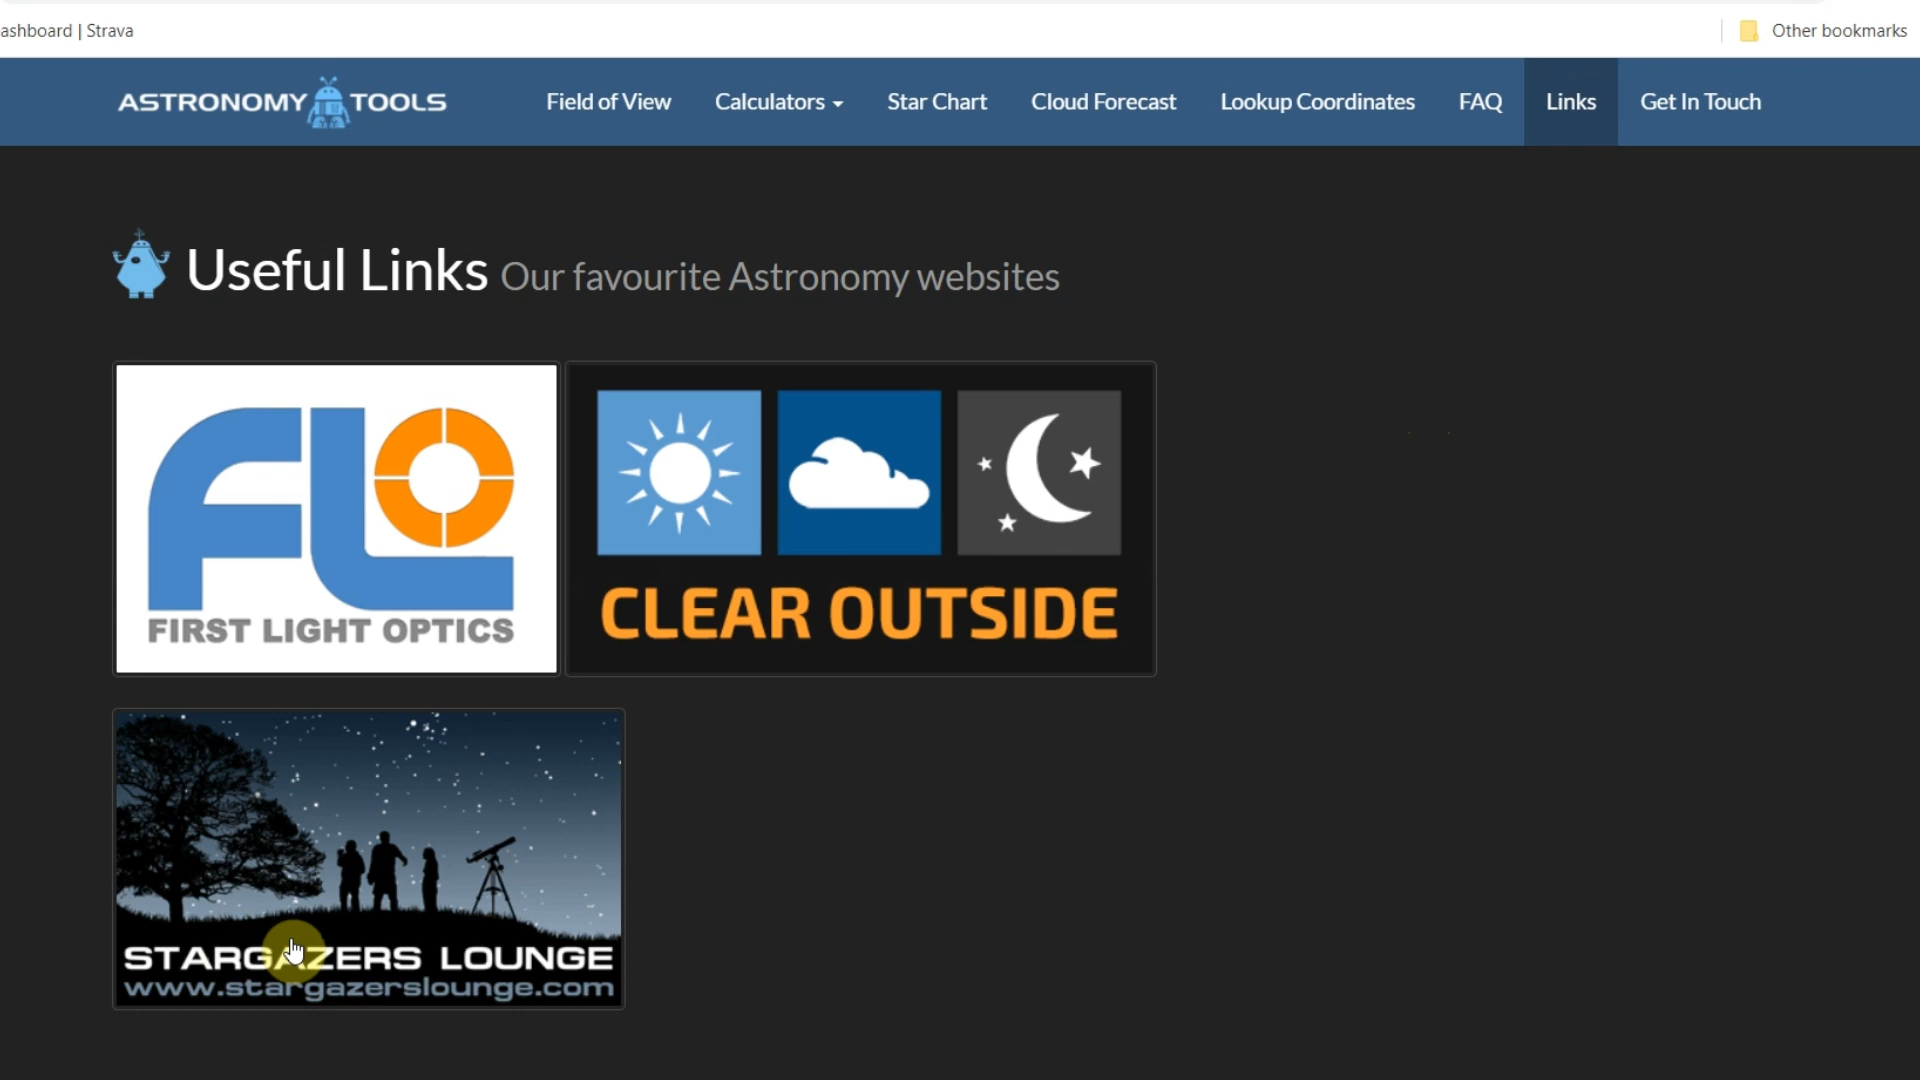 ashboard | Strava
Other bookmarks
ASTRONOMY TOOLS
Field of View
Calculators
Star Chart
Cloud Forecast
Lookup Coordinates
FAQ
Links
Get In Touch
Useful Links Our favourite Astronomy websites
FLO
FIRST LIGHT OPTICS
CLEAR OUTSIDE
STARGAZERS LOUNGE
www.stargazerslounge.com